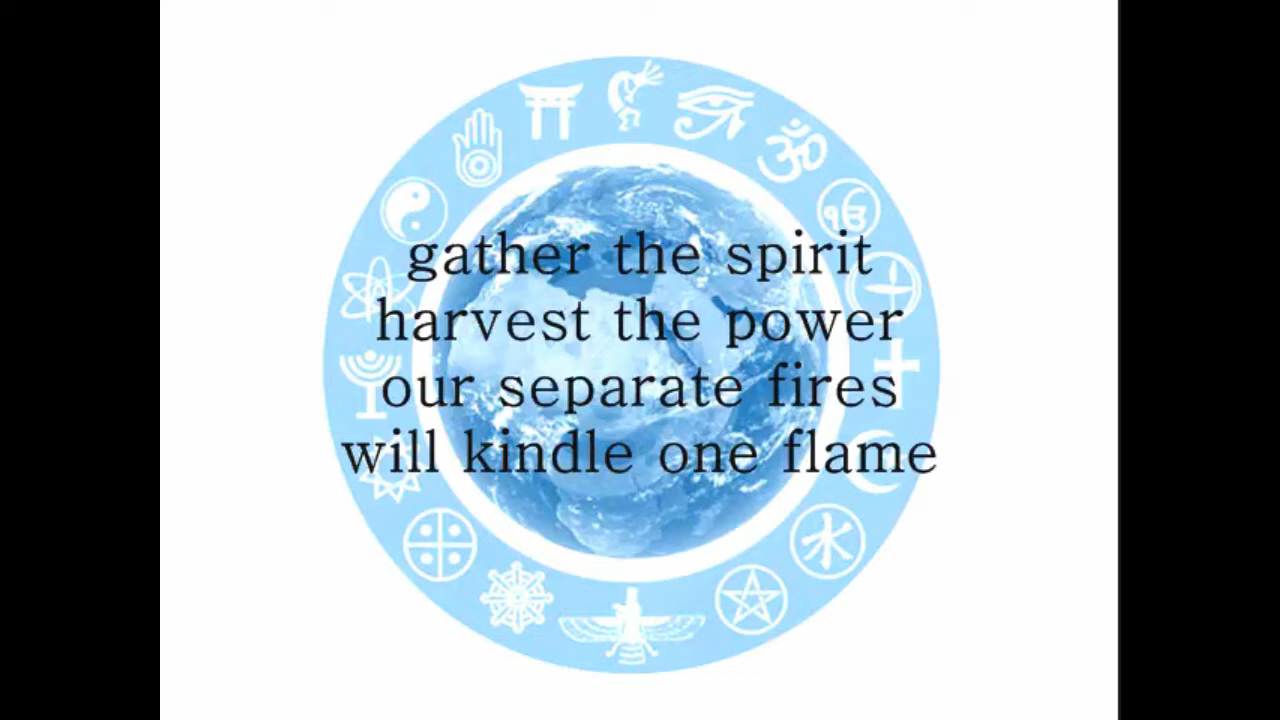 gather the spirit
harvest the power
our separate fires
will kindle one flame